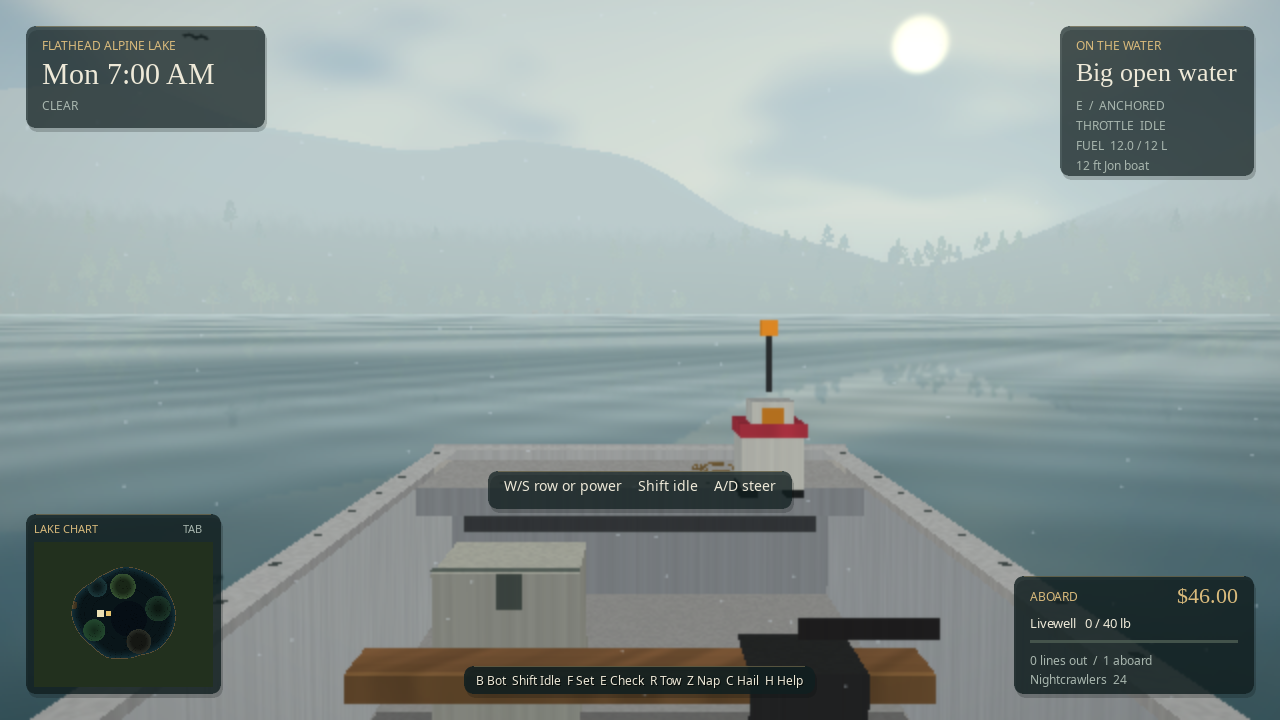 FLATHEAD ALPINE LAKE
Mon 7:00 AM
CLEAR
ON THE WATER
Big open water
E / ANCHORED
THROTTLE IDLE
FUEL 12.0 / 12 L
12 ft Jon boat
W/S row or power Shift idle A/D steer
LAKE CHART TAB
ABOARD $46.00
Livewell 0 / 40 lb
0 lines out / 1 aboard
Nightcrawlers 24
B Bot Shift Idle F Set E Check R Tow Z Nap C Hail H Help